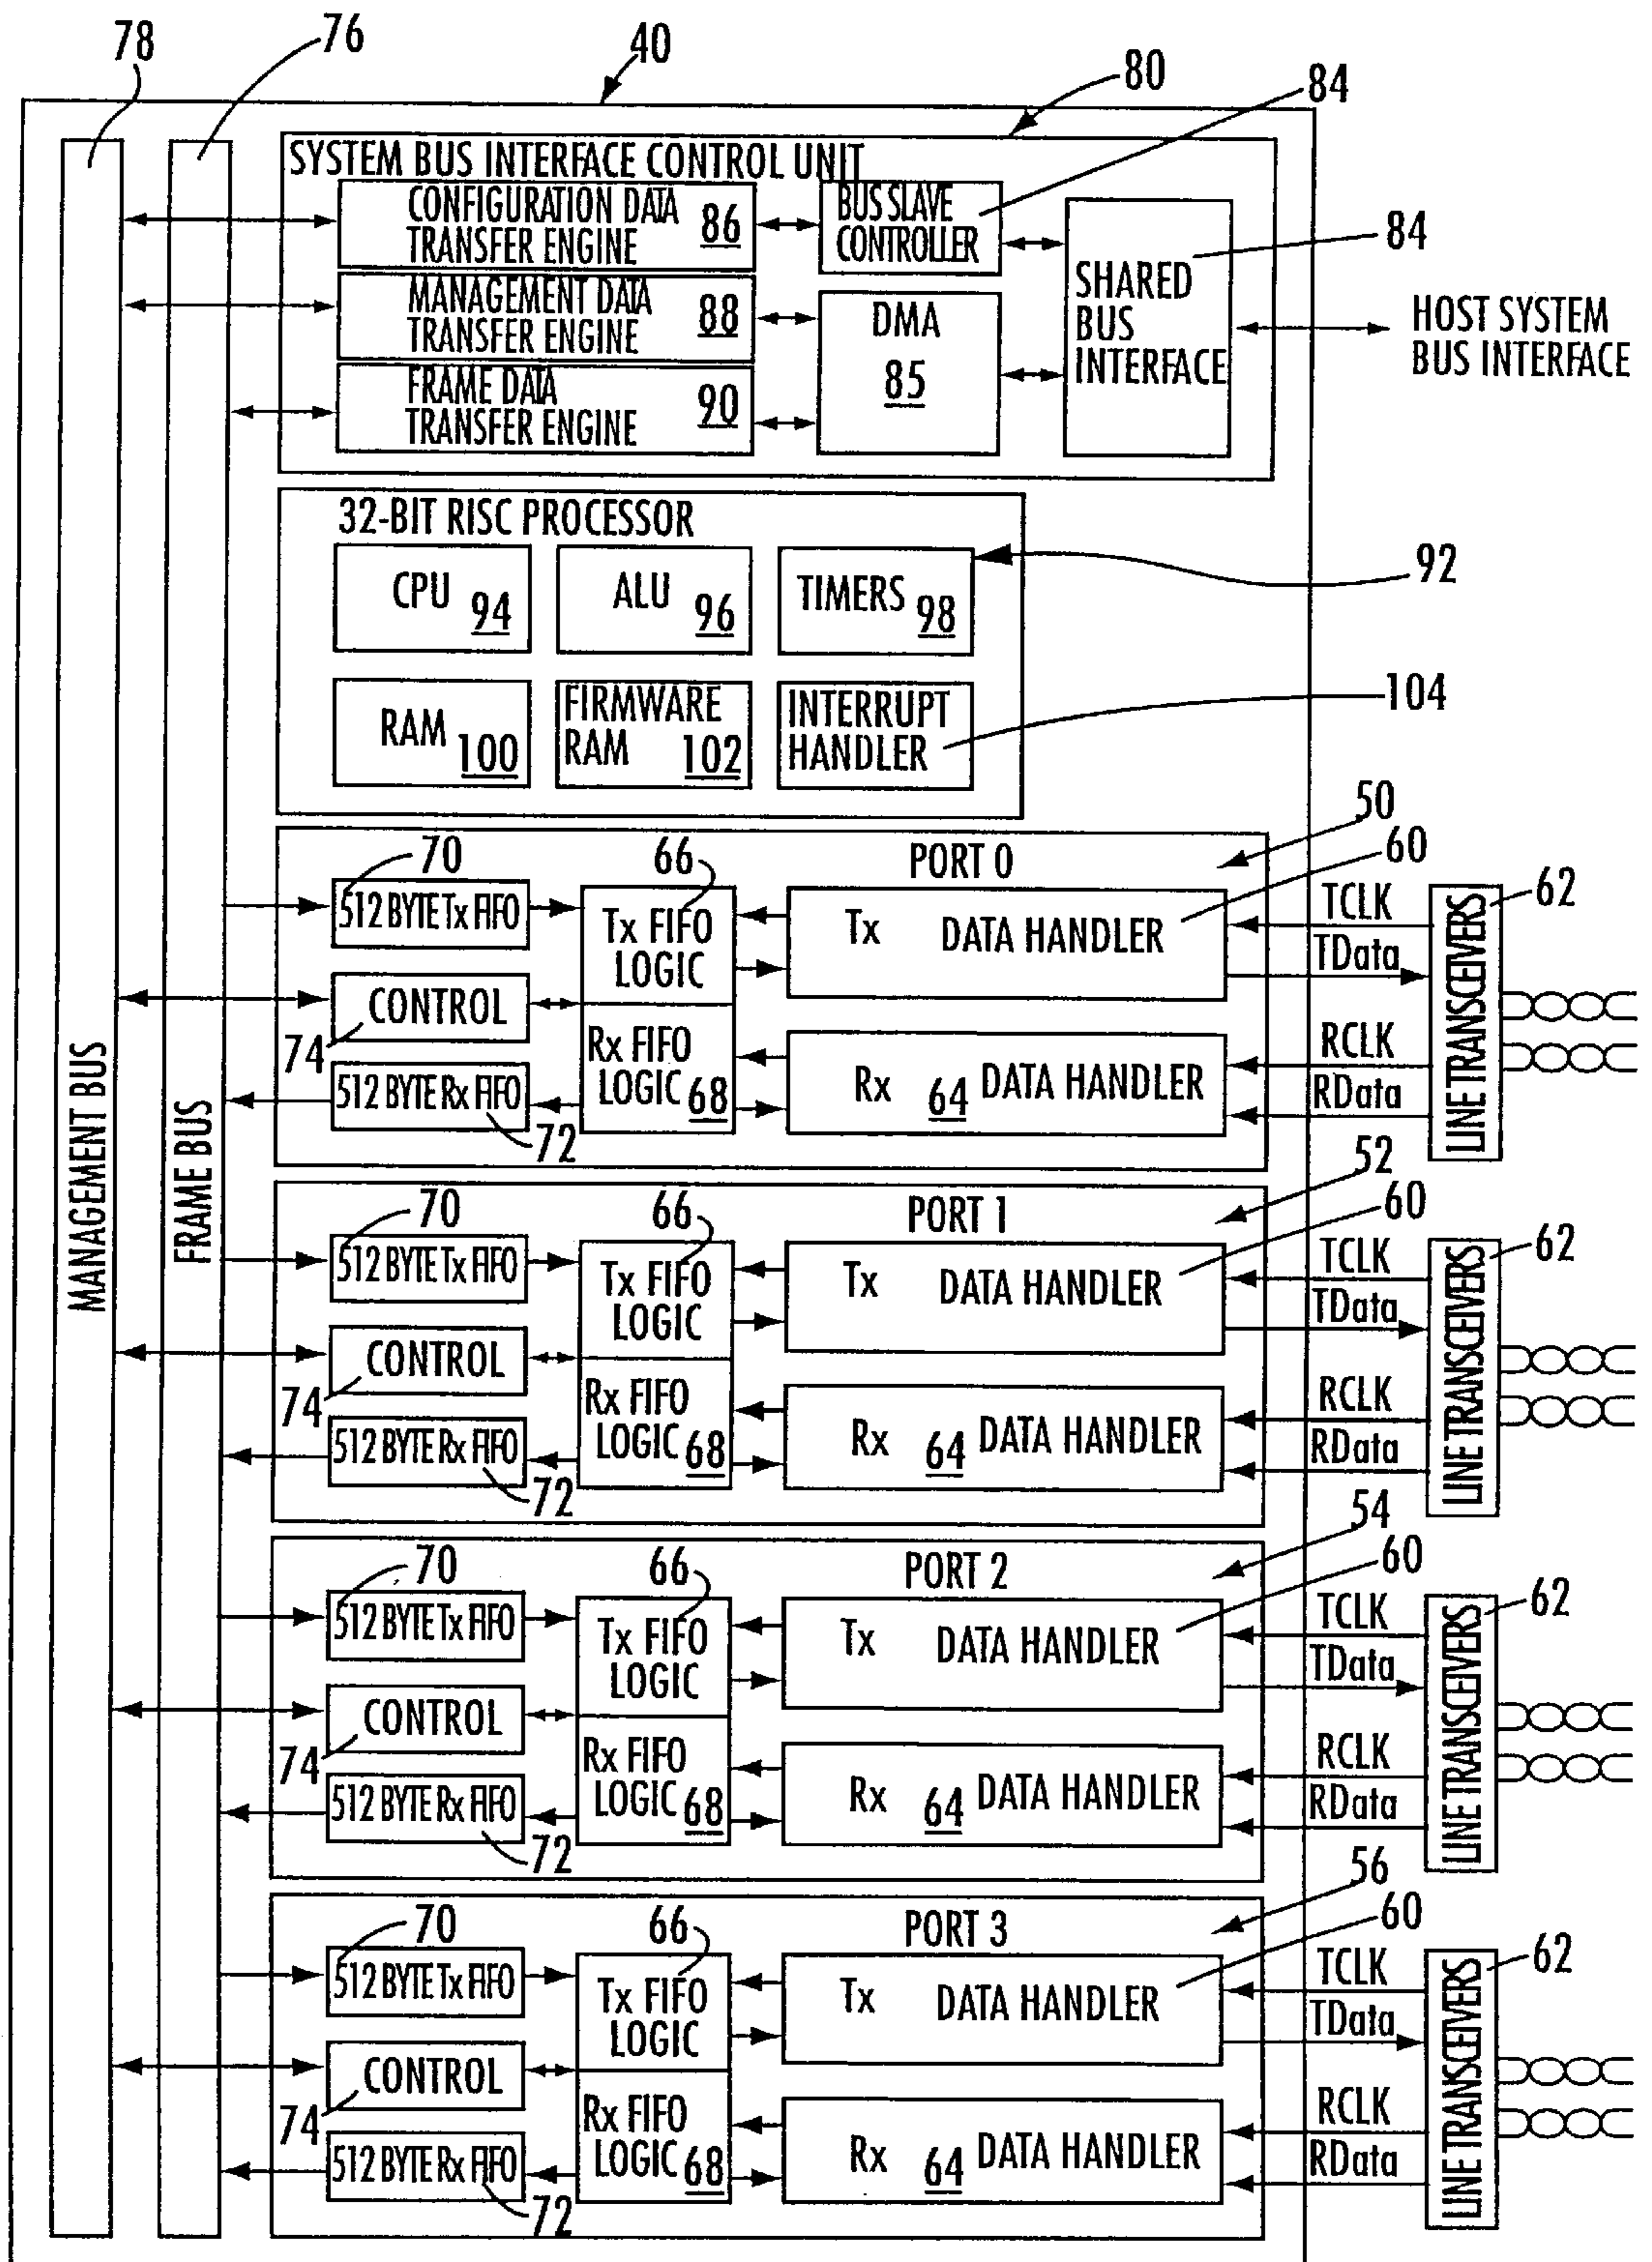 78
76
40
80
84
SYSTEM BUS INTERFACE CONTROL UNIT
CONFIGURATION DATA
TRANSFER ENGINE
86
BUS SLAVE
CONTROLLER
84
MANAGEMENT DATA
TRANSFER ENGINE
88
DMA
85
SHARED
BUS
INTERFACE
HOST SYSTEM
BUS INTERFACE
FRAME DATA
TRANSFER ENGINE
90
32-BIT RISC PROCESSOR
CPU 94
ALU 96
TIMERS 98
92
RAM 100
FIRMWARE
RAM 102
INTERRUPT
HANDLER
104
MANAGEMENT BUS
FRAME BUS
PORT 0
50
70
66
60
512 BYTE Tx FIFO
Tx FIFO
LOGIC
Tx DATA HANDLER
TCLK
TData
62
LINE TRANSCEIVERS
CONTROL
74
Rx FIFO
LOGIC 68
Rx 64 DATA HANDLER
RCLK
RData
512 BYTE Rx FIFO
72
PORT 1
52
70
66
60
512 BYTE Tx FIFO
Tx FIFO
LOGIC
Tx DATA HANDLER
TCLK
TData
62
LINE TRANSCEIVERS
CONTROL
74
Rx FIFO
LOGIC 68
Rx 64 DATA HANDLER
RCLK
RData
512 BYTE Rx FIFO
72
PORT 2
54
70
66
60
512 BYTE Tx FIFO
Tx FIFO
LOGIC
Tx DATA HANDLER
TCLK
TData
62
LINE TRANSCEIVERS
CONTROL
74
Rx FIFO
LOGIC 68
Rx 64 DATA HANDLER
RCLK
RData
512 BYTE Rx FIFO
72
PORT 3
56
70
66
60
512 BYTE Tx FIFO
Tx FIFO
LOGIC
Tx DATA HANDLER
TCLK
TData
62
LINE TRANSCEIVERS
CONTROL
74
Rx FIFO
LOGIC 68
Rx 64 DATA HANDLER
RCLK
RData
512 BYTE Rx FIFO
72